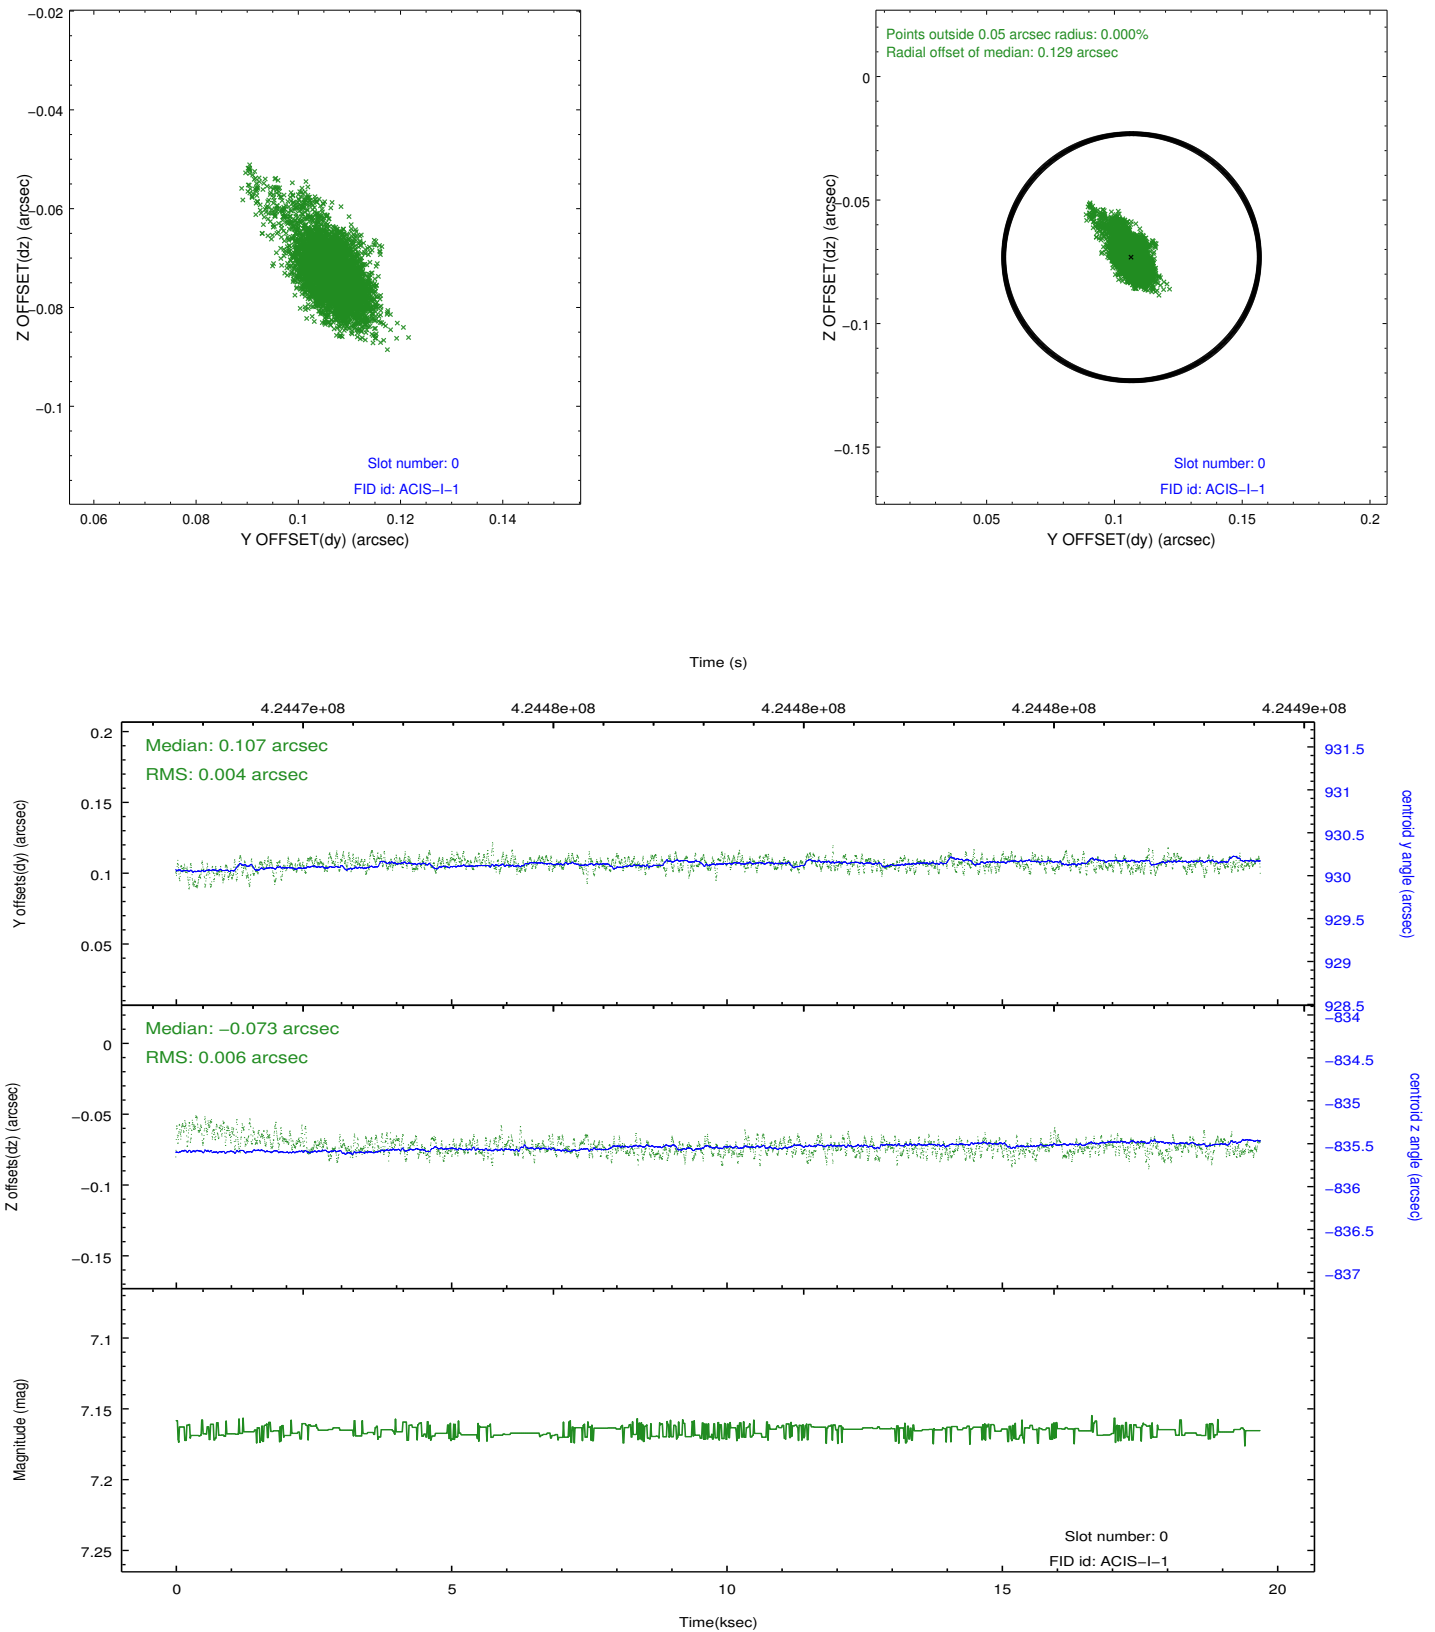 −0.02
−0.04
−0.06
−0.08
−0.1
Z OFFSET(dz) (arcsec)
Slot number: 0
FID id: ACIS−I−1
0.06 0.08 0.1 0.12 0.14
Y OFFSET(dy) (arcsec)
Points outside 0.05 arcsec radius: 0.000%
Radial offset of median: 0.129 arcsec
0
−0.05
−0.1
−0.15
Z OFFSET(dz) (arcsec)
Slot number: 0
FID id: ACIS−I−1
0.05 0.1 0.15 0.2
Y OFFSET(dy) (arcsec)
Time (s)
4.2447e+08 4.2448e+08 4.2448e+08 4.2448e+08 4.2449e+08
Median: 0.107 arcsec
RMS: 0.004 arcsec
0.2
0.15
0.1
0.05
Y offsets(dy) (arcsec)
931.5
931
930.5
930
929.5
929
928.5
centroid y angle (arcsec)
Median: −0.073 arcsec
RMS: 0.006 arcsec
0
−0.05
−0.1
−0.15
Z offsets(dz) (arcsec)
−834
−834.5
−835
−835.5
−836
−836.5
−837
centroid z angle (arcsec)
7.1
7.15
7.2
7.25
Magnitude (mag)
Slot number: 0
FID id: ACIS−I−1
0 5 10 15 20
Time(ksec)